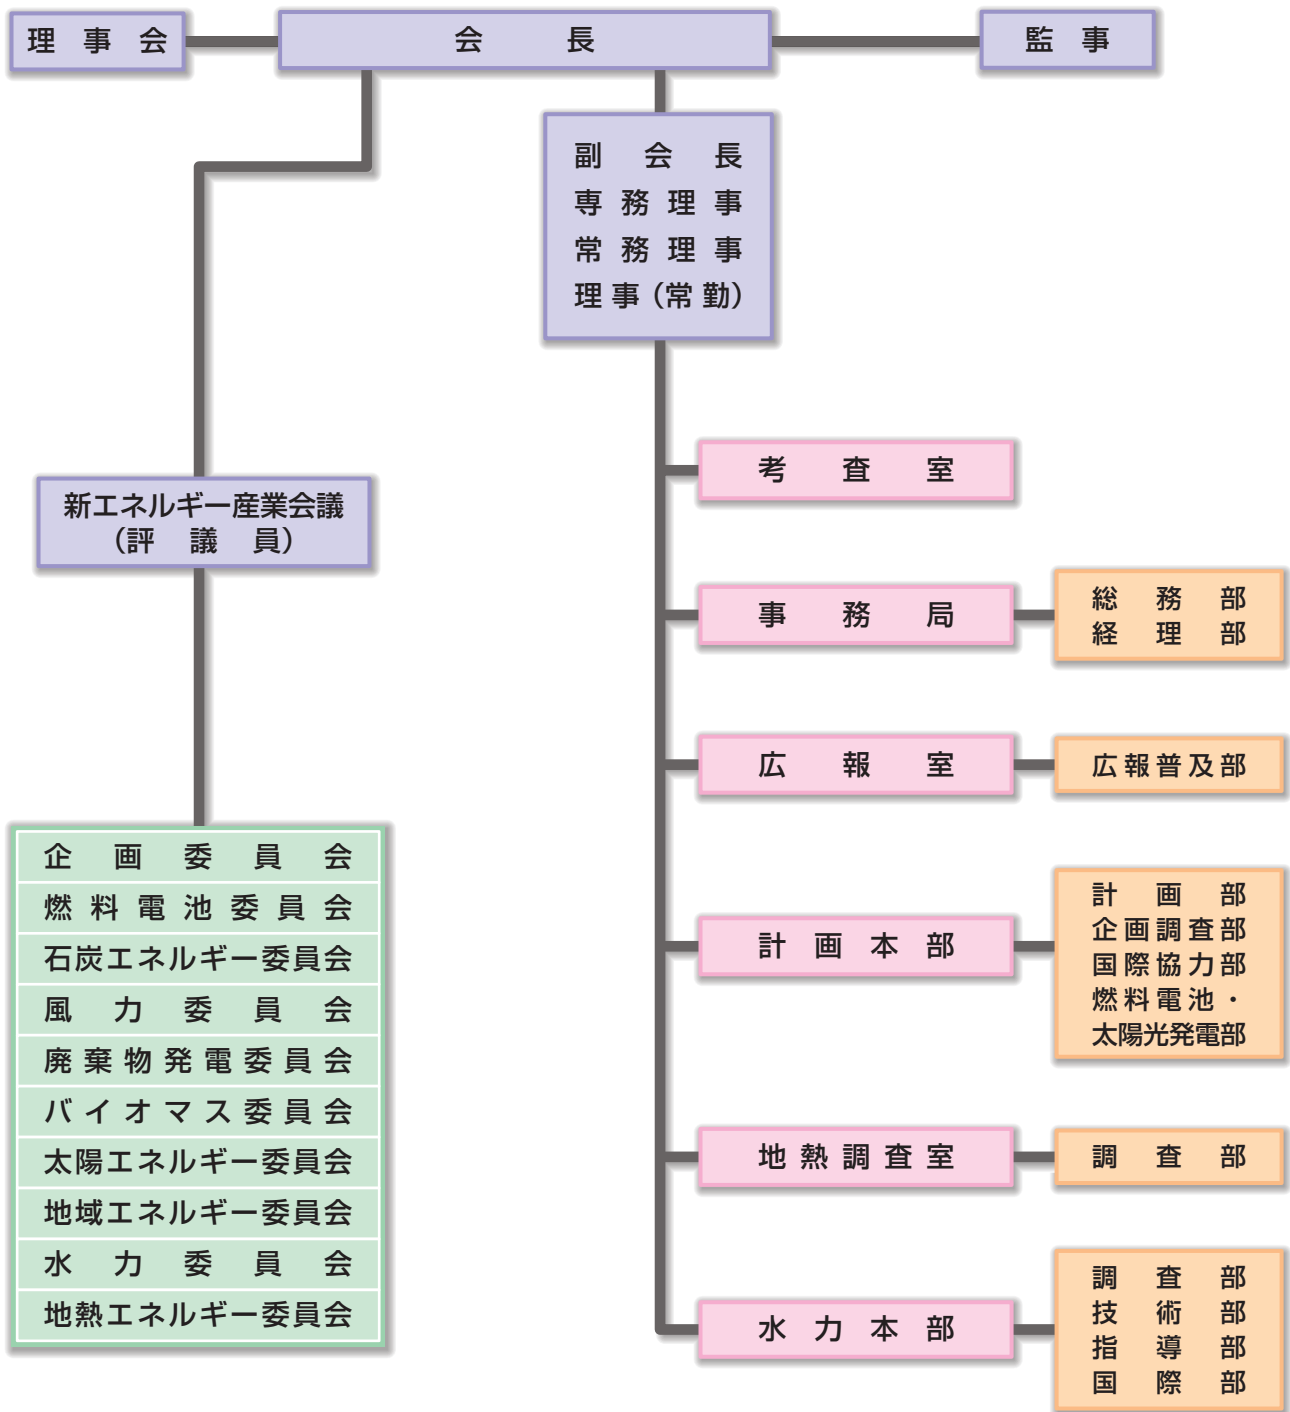 理事会
会長
監事
副会長
専務理事
常務理事
理事(常勤)
新エネルギー産業会議
(評議員)
企画委員会
燃料電池委員会
石炭エネルギー委員会
風力委員会
廃棄物発電委員会
バイオマス委員会
太陽エネルギー委員会
地域エネルギー委員会
水力委員会
地熱エネルギー委員会
考査室
事務局
総務部
経理部
広報室
広報普及部
計画本部
計画部
企画調査部
国際協力部
燃料電池・
太陽光発電部
地熱調査室
調査部
水力本部
調査部
技術部
指導部
国際部